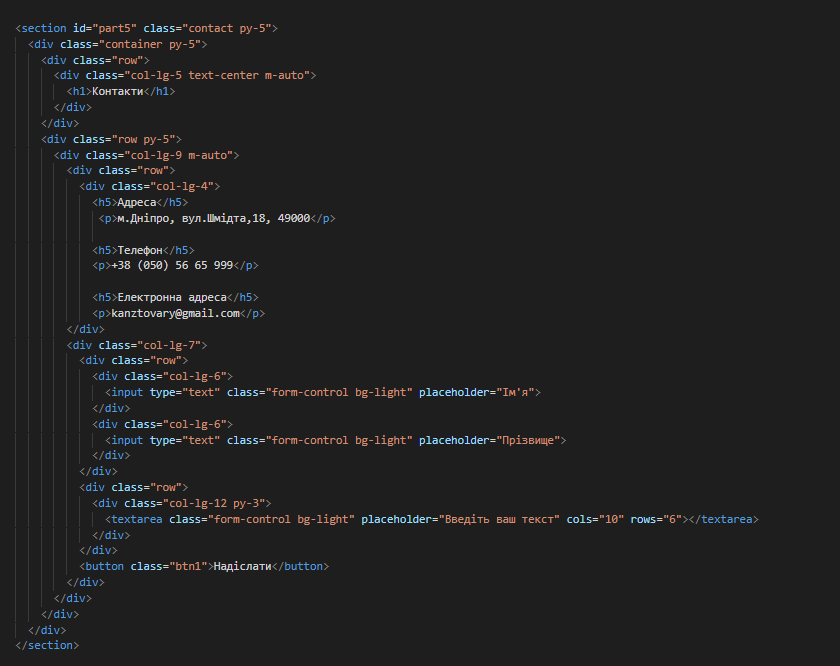 <section id="part5" class="contact py-5">
<div class="container py-5">
<div class="row">
<div class="col-lg-5 text-center m-auto">
<h1>Контакти</h1>
</div>
</div>
<div class="row py-5">
<div class="col-lg-9 m-auto">
<div class="row">
<div class="col-lg-4">
<h5>Адреса</h5>
<p>м.Дніпро, вул.Шмідта,18, 49000</p>
<h5>Телефон</h5>
<p>+38 (050) 56 65 999</p>
<h5>Електронна адреса</h5>
<p>kanztovary@gmail.com</p>
</div>
<div class="col-lg-7">
<div class="row">
<div class="col-lg-6">
<input type="text" class="form-control bg-light" placeholder="Ім'я">
</div>
<div class="col-lg-6">
<input type="text" class="form-control bg-light" placeholder="Прізвище">
</div>
</div>
<div class="row">
<div class="col-lg-12 py-3">
<textarea class="form-control bg-light" placeholder="Введіть ваш текст" cols="10" rows="6"></textarea>
</div>
</div>
<button class="btn1">Надіслати</button>
</div>
</div>
</div>
</div>
</section>